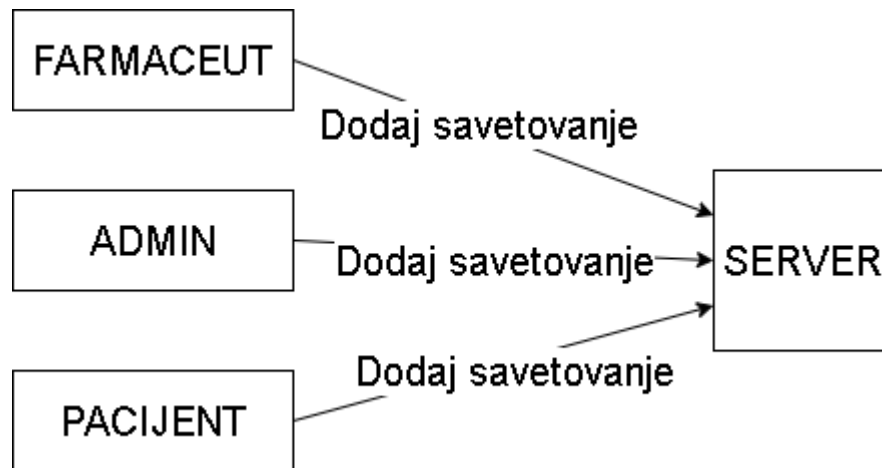 FARMACEUT
Dodaj savetovanje
ADMIN
Dodaj savetovanje
SERVER
Dodaj savetovanje
PACIJENT